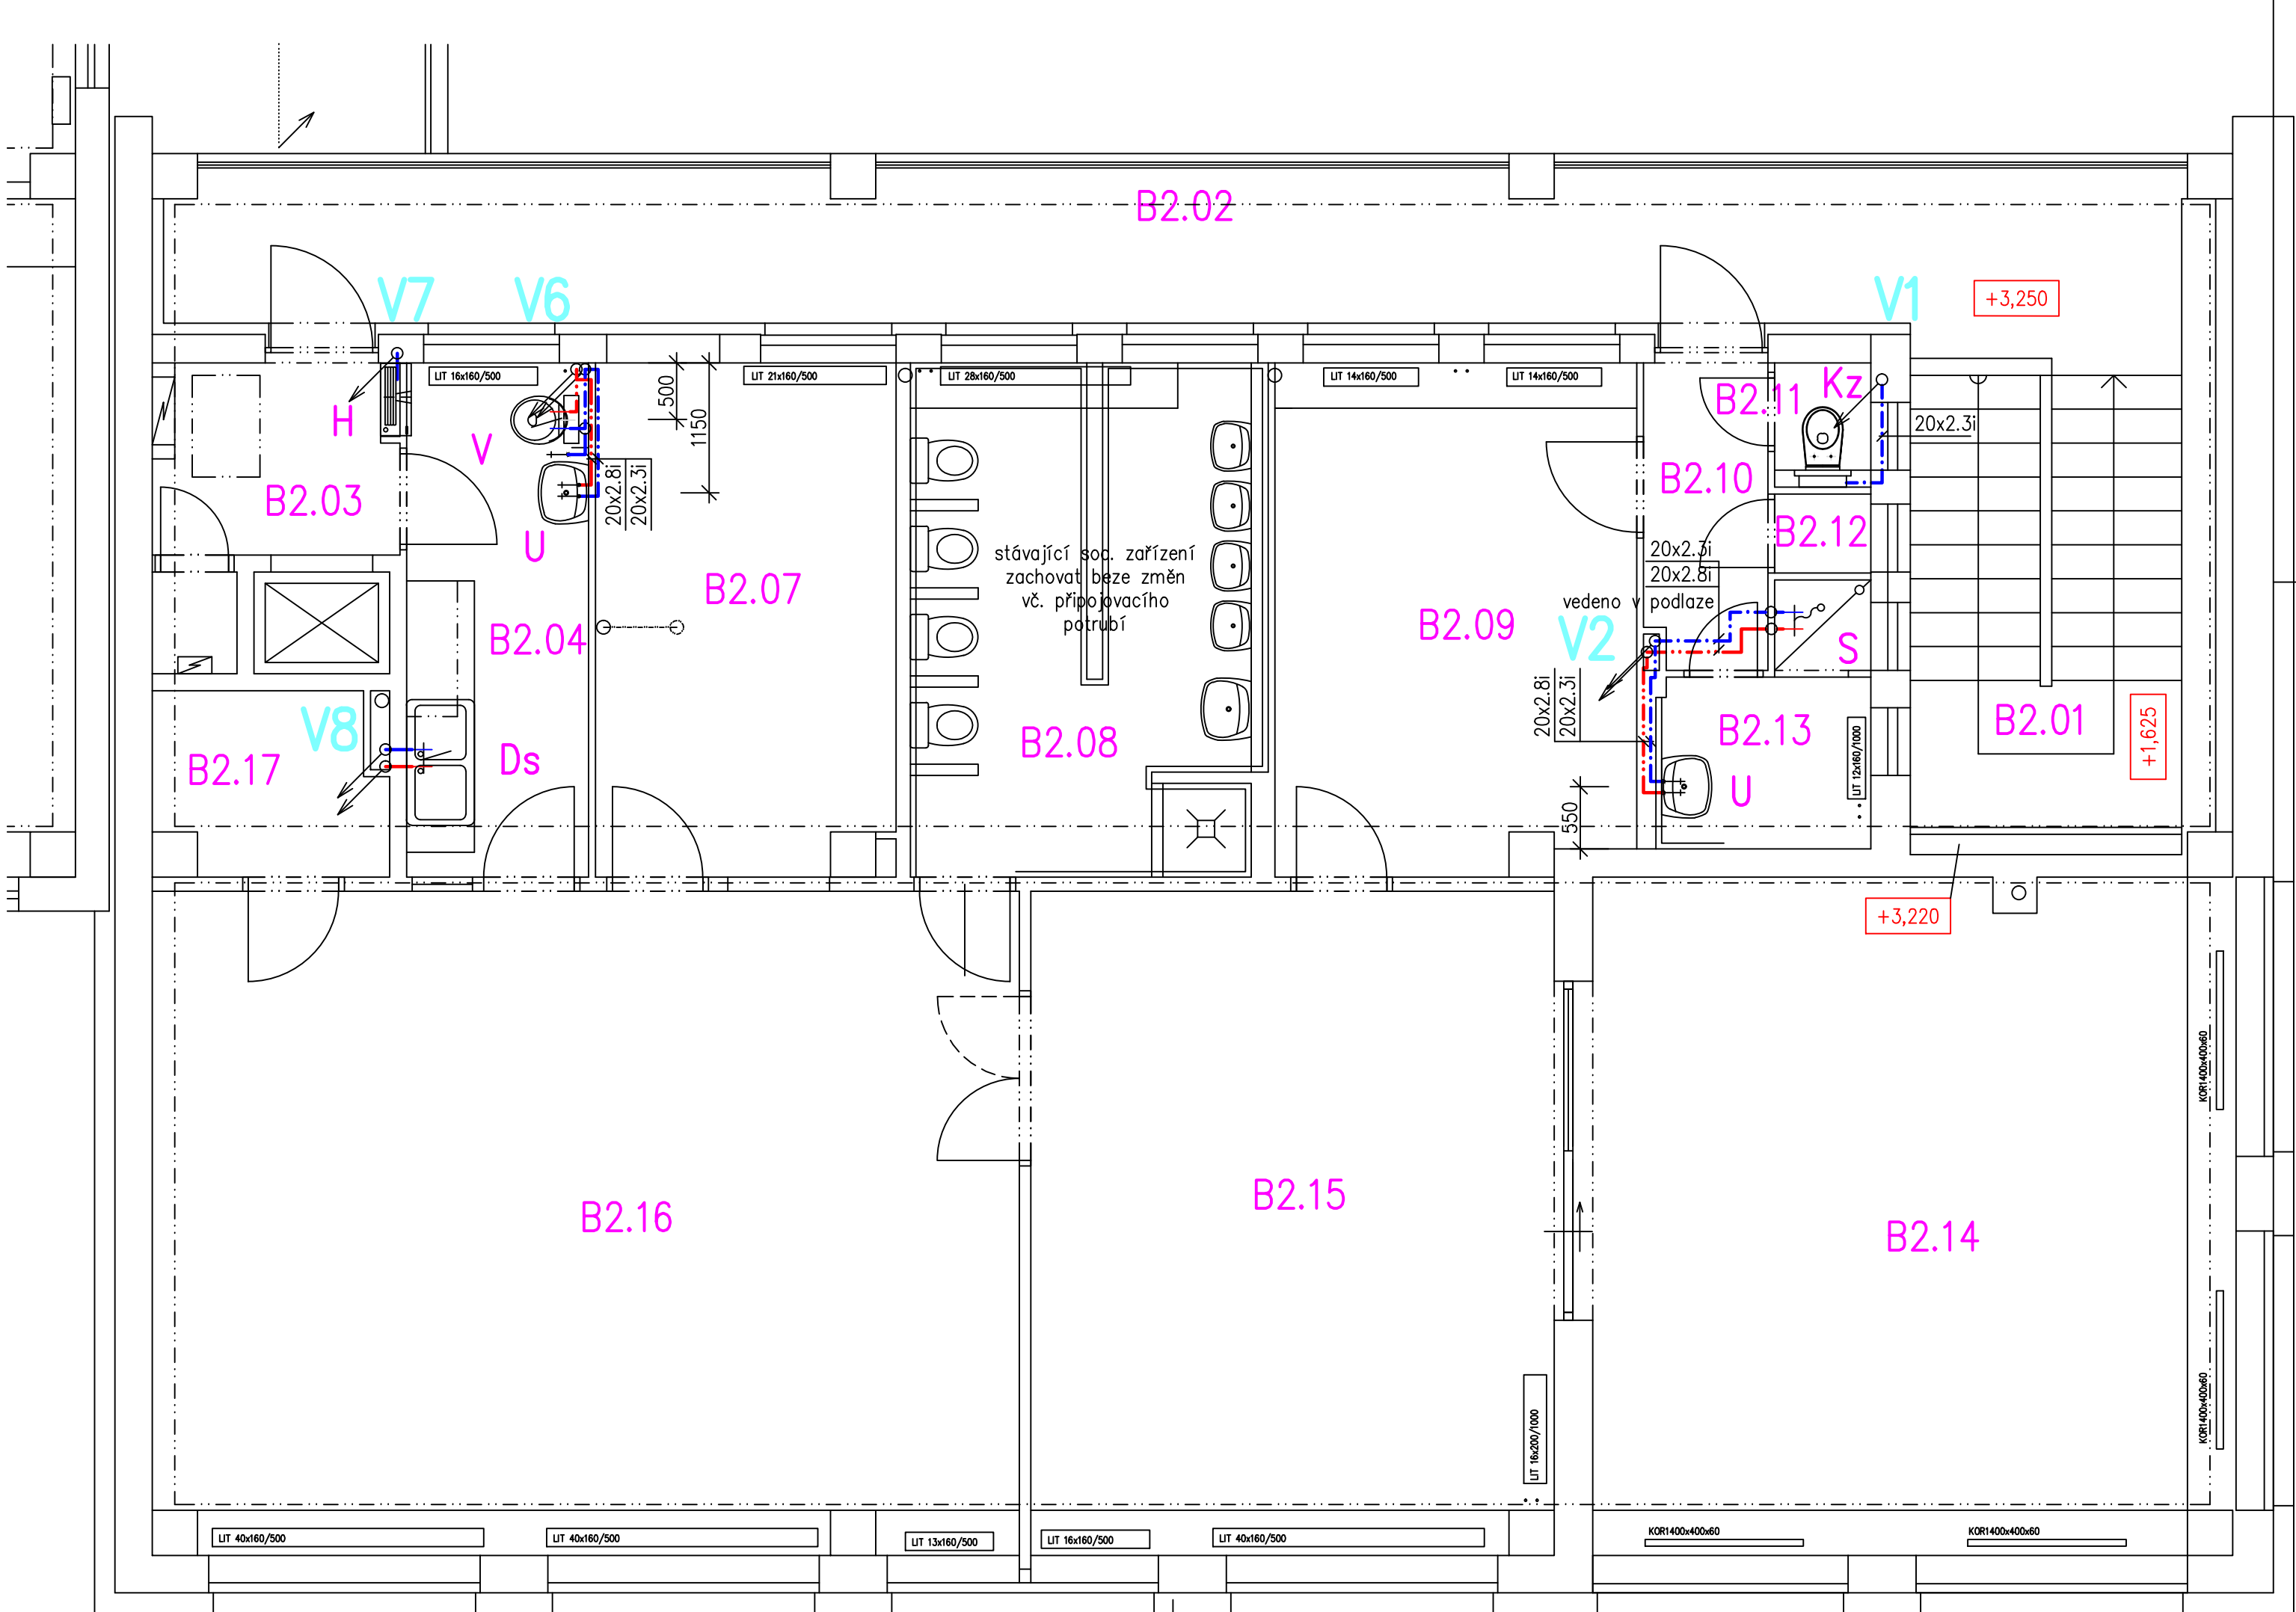 B2.02
V7
V6
V1
+3,250
LIT 16x160/500
LIT 21x160/500
LIT 28x160/500
LIT 14x160/500
LIT 14x160/500
500
1150
H
V
B2.11
Kz
20x2.3i
B2.03
20x2.8i
20x2.3i
B2.10
U
B2.12
stávající soc. zařízení
zachovat beze změn
vč. připojovacího
potrubí
20x2.3i
20x2.8i
vedeno v podlaze
B2.07
B2.04
B2.09
V2
S
V8
B2.17
Ds
B2.08
20x2.8i
20x2.3i
B2.13
LIT 12x160/1000
B2.01
+1,625
U
550
+3,220
KOR1400x400x60
B2.16
B2.15
B2.14
KOR1400x400x60
LIT 16x200/1000
LIT 40x160/500
LIT 40x160/500
LIT 13x160/500
LIT 16x160/500
LIT 40x160/500
KOR1400x400x60
KOR1400x400x60